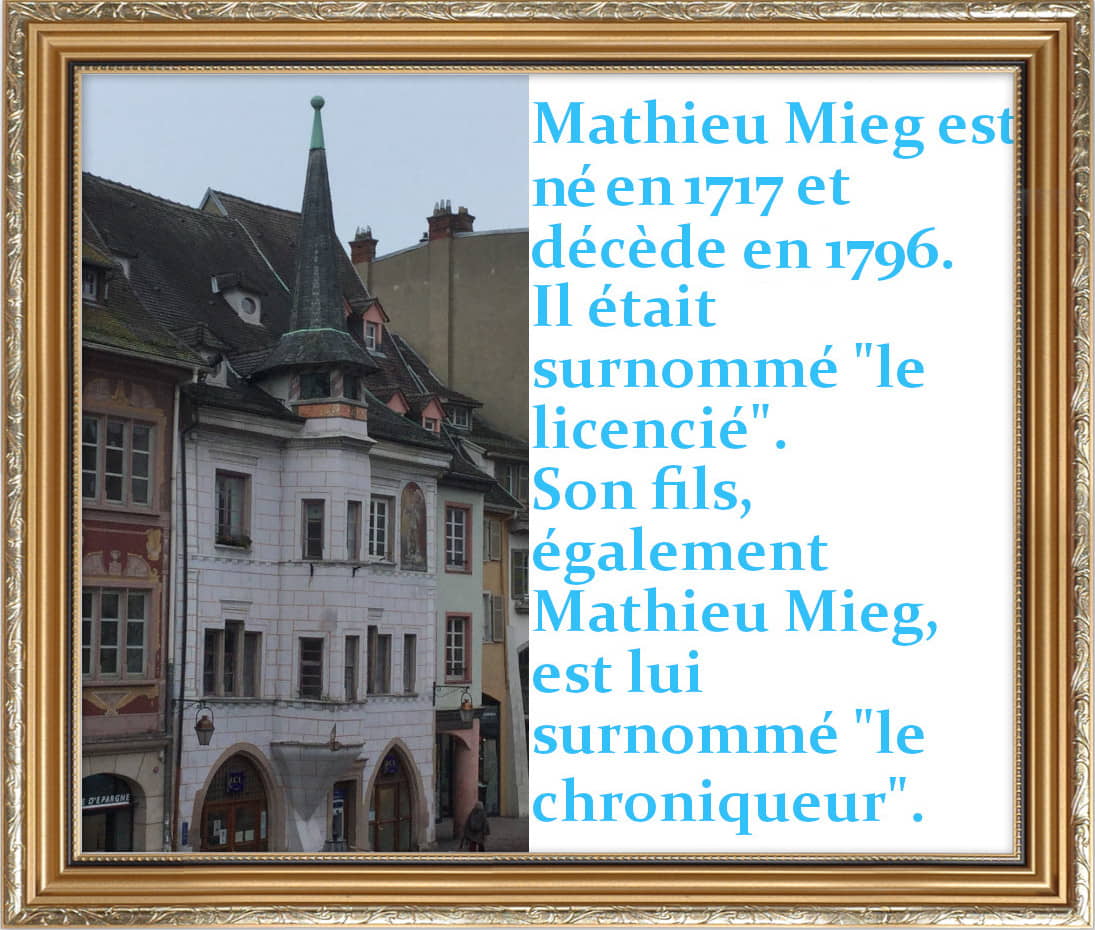 Mathieu Mieg est
né en 1717 et
décède en 1796.
Il était
surnommé "le
licencié".
Son fils,
également
Mathieu Mieg,
est lui
surnommé "le
chroniqueur".
D'EPARGNE